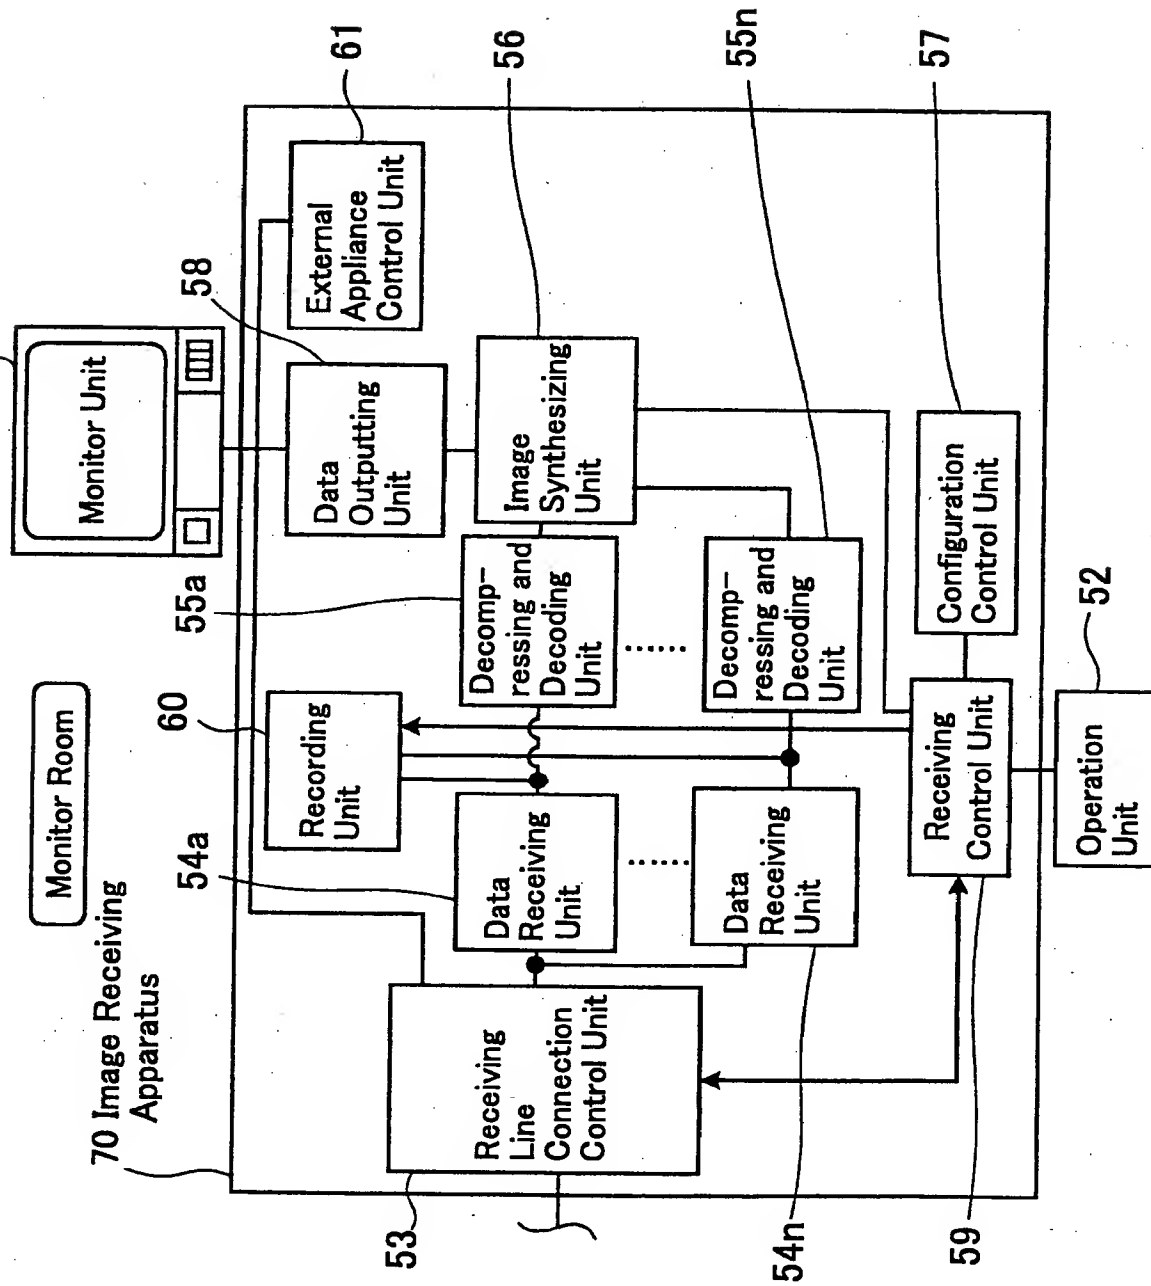 Monitor Room
70 Image Receiving
Apparatus
Monitor Unit
61
External
Appliance
Control Unit
58
Data
Outputting
Unit
56
Image
Synthesizing
Unit
60
Recording
Unit
55a
Decomp-
ressing and
Decoding
Unit
55n
Decomp-
ressing and
Decoding
Unit
54a
Data
Receiving
Unit
54n
Data
Receiving
Unit
53
Receiving
Line
Connection
Control Unit
59
Receiving
Control Unit
57
Configuration
Control Unit
52
Operation
Unit